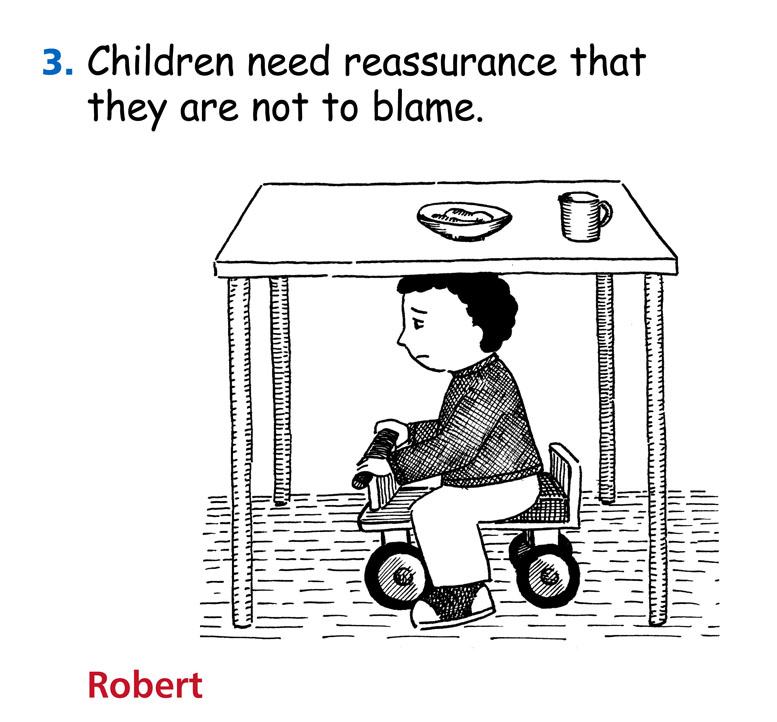 3. Children need reassurance that
they are not to blame.
Robert